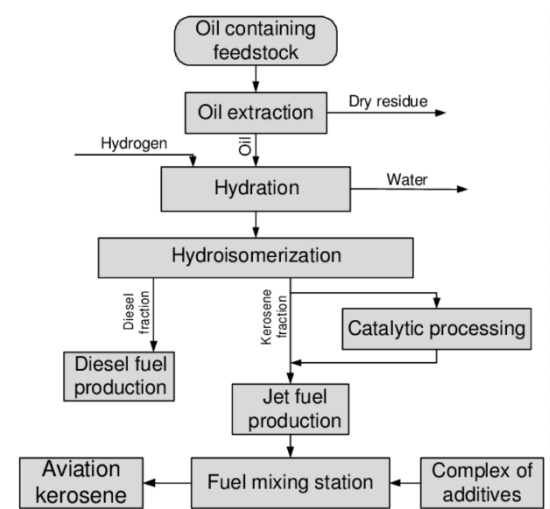 Oil containing
feedstock
Oil extraction
Dry residue
Hydrogen
Oil
Hydration
Water
Hydroisomerization
Diesel
fraction
Kerosene
fraction
Catalytic processing
Diesel fuel
production
Jet fuel
production
Aviation
kerosene
Fuel mixing station
Complex of
additives